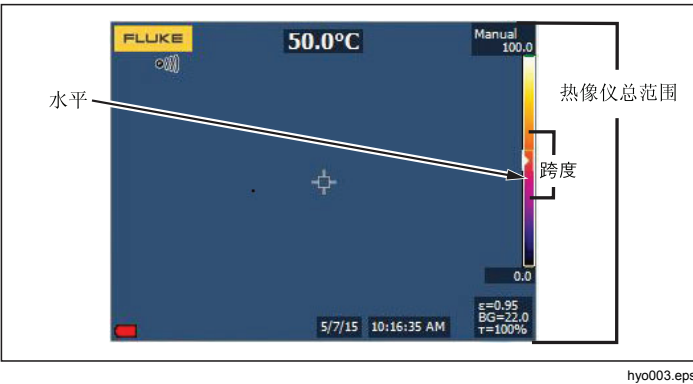 FLUKE
50.0°C
Manual
100.0
水平
热像仪总范围
跨度
0.0
ε=0.95
BG=22.0
τ=100%
5/7/15 10:16:35 AM
hyo003.eps